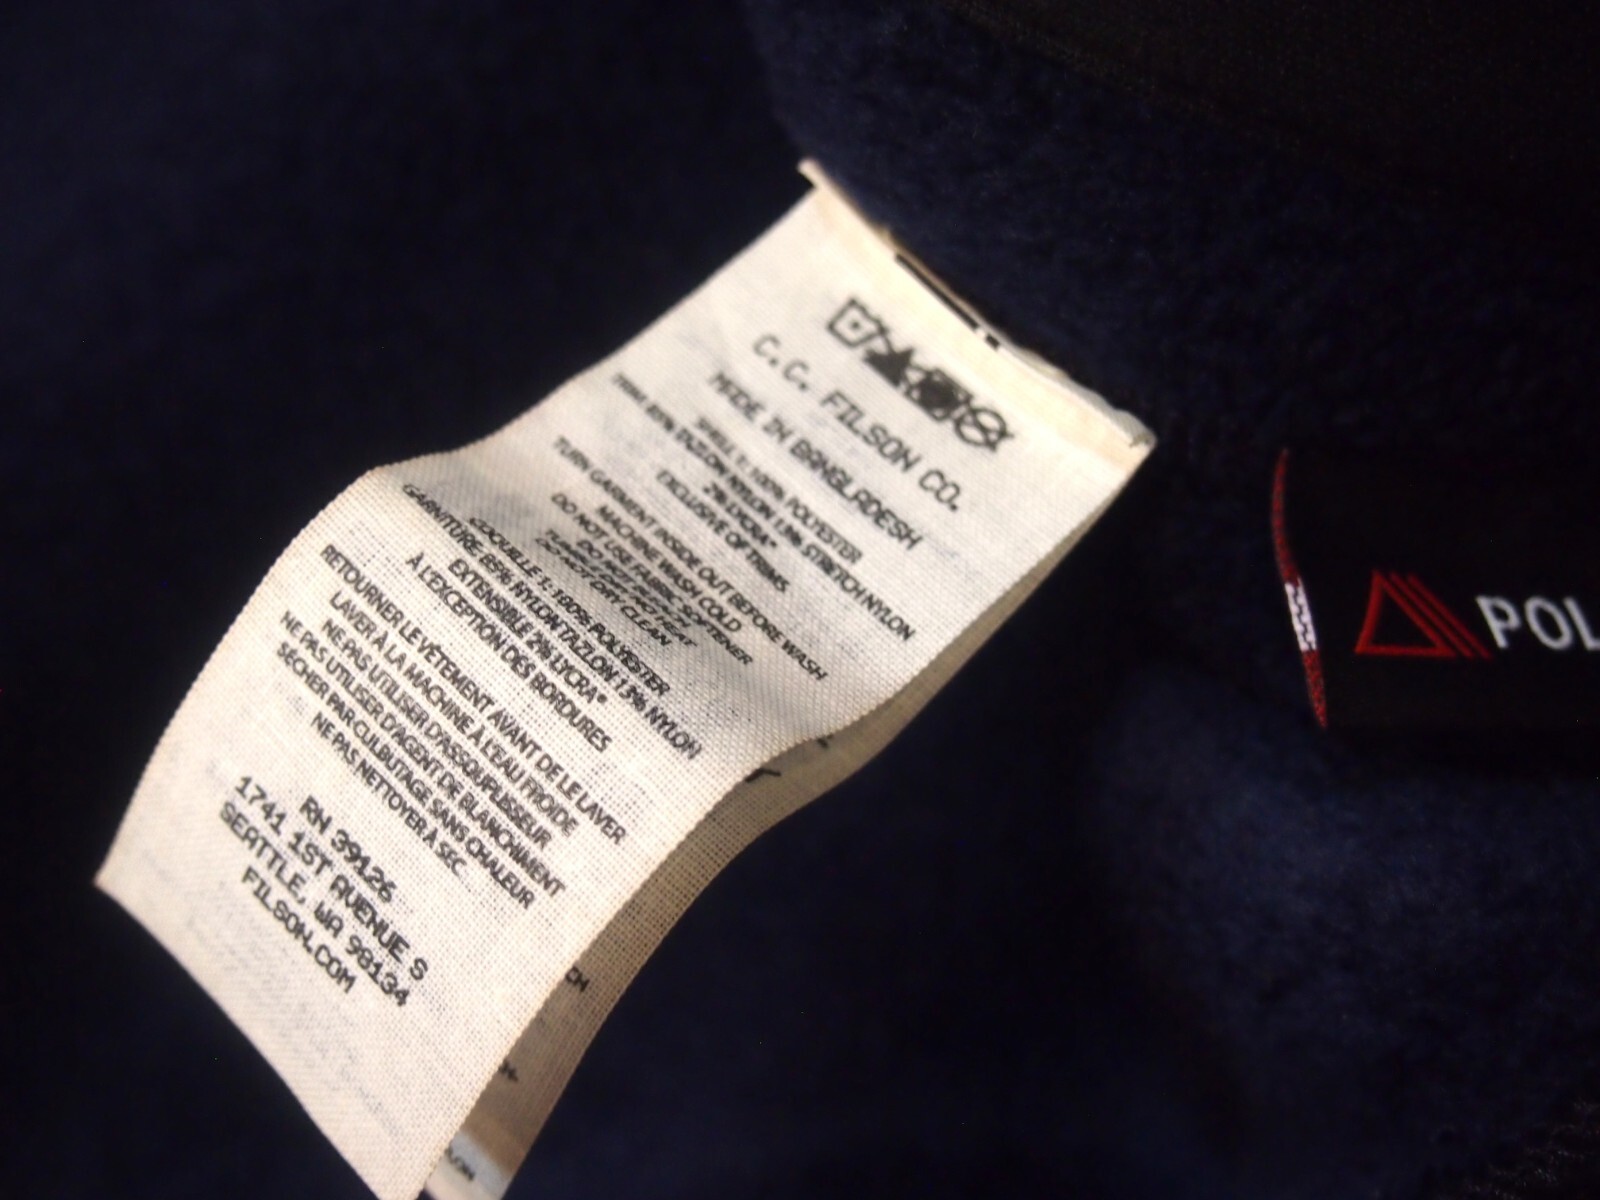 C.C. FILSON CO.
MADE IN BANGLADESH
SHELL 1: 100% POLYESTER
TRIM: 85% TAZLON NYLON 13% STRETCH NYLON
2% LYCRA®
EXCLUSIVE OF TRIMS
TURN GARMENT INSIDE OUT BEFORE WASH
MACHINE WASH COLD
DO NOT USE FABRIC SOFTENER
DO NOT BLEACH
TUMBLE DRY NO HEAT
DO NOT DRY CLEAN
COQUILLE 1: 100% POLYESTER
GARNITURE: 85% NYLON TAZLON 13% NYLON
EXTENSIBLE 2% LYCRA®
À L'EXCEPTION DES BORDURES
RETOURNER LE VÊTEMENT AVANT DE LE LAVER
LAVER À LA MACHINE À L'EAU FROIDE
NE PAS UTILISER D'ASSOUPLISSEUR
NE PAS UTILISER D'AGENT DE BLANCHIMENT
SÉCHER PAR CULBUTAGE SANS CHALEUR
NE PAS NETTOYER À SEC
RN 39126
1741 1ST AVENUE S
SEATTLE, WA 98134
FILSON.COM
POL